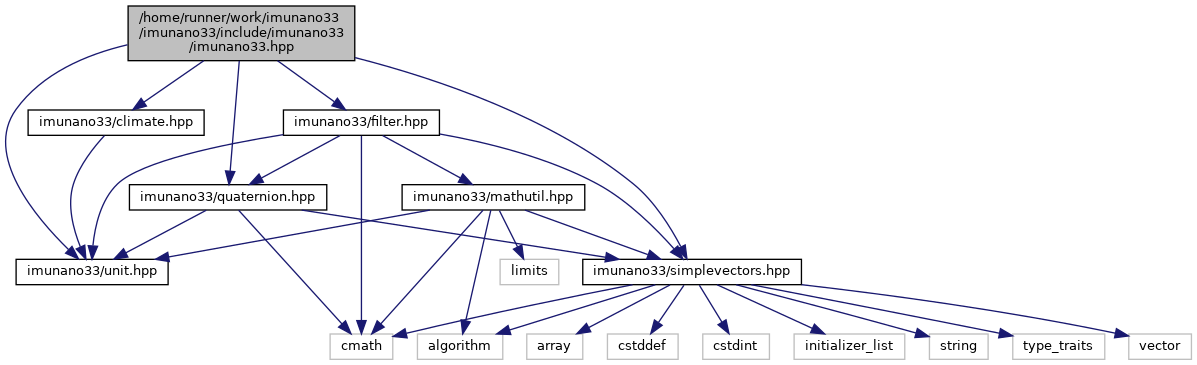 /home/runner/work/imunano33
/imunano33/include/imunano33
/imunano33.hpp
imunano33/climate.hpp
imunano33/filter.hpp
imunano33/quaternion.hpp
imunano33/mathutil.hpp
imunano33/unit.hpp
limits
imunano33/simplevectors.hpp
cmath
algorithm
array
cstddef
cstdint
initializer_list
string
type_traits
vector